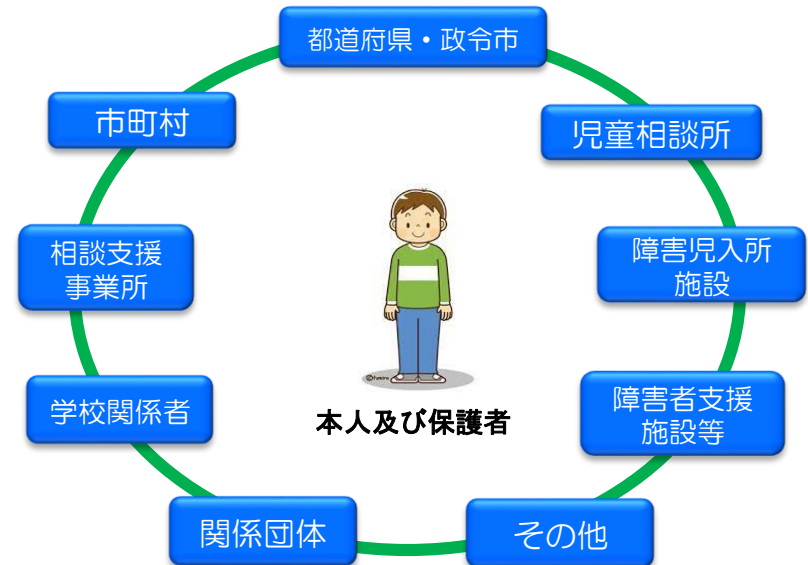 都道府県・政令市
市町村
児童相談所
相談支援
事業所
障害児入所
施設
学校関係者
障害者支援
施設等
本人及び保護者
関係団体
その他